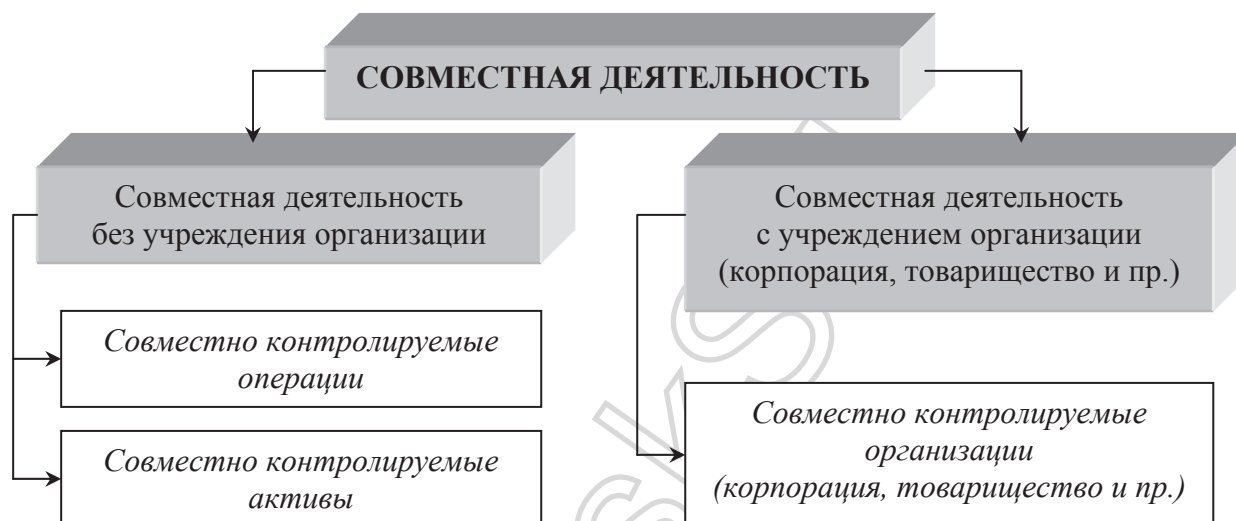 СОВМЕСТНАЯ ДЕЯТЕЛЬНОСТЬ
Совместная деятельность
без учреждения организации
Совместная деятельность
с учреждением организации
(корпорация, товарищество и пр.)
Совместно контролируемые
операции
Совместно контролируемые
активы
Совместно контролируемые
организации
(корпорация, товарищество и пр.)